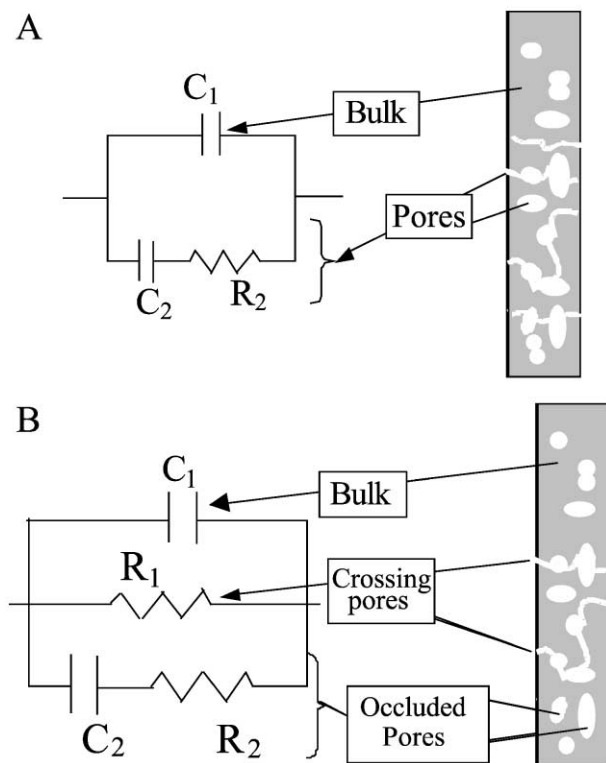 A
C₁
Bulk
Pores
C₂
R₂
B
C₁
Bulk
R₁
Crossing
pores
C₂
R₂
Occluded
Pores